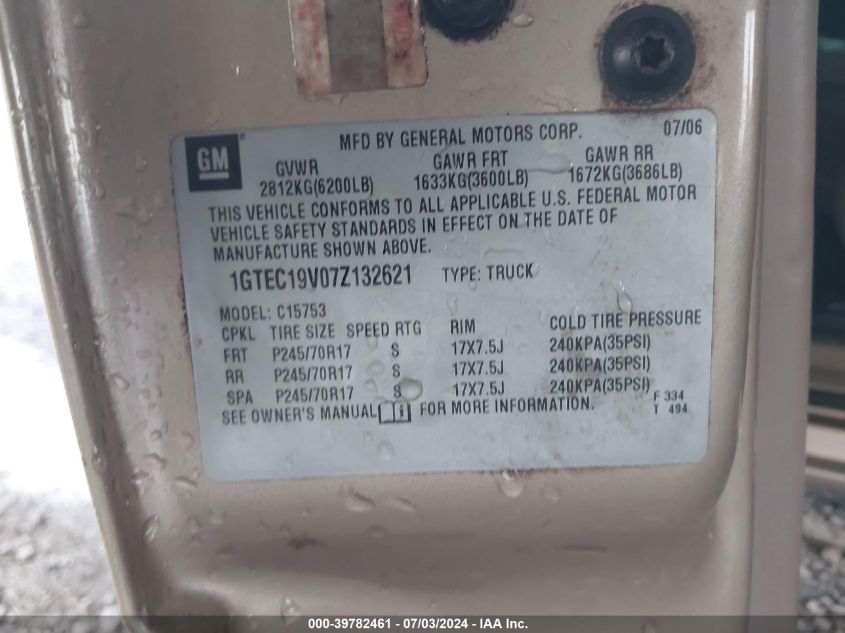 MFD BY GENERAL MOTORS CORP. 07/06
GM
GVWR GAWR FRT GAWR RR
2812KG(6200LB) 1633KG(3600LB) 1672KG(3686LB)
THIS VEHICLE CONFORMS TO ALL APPLICABLE U.S. FEDERAL MOTOR
VEHICLE SAFETY STANDARDS IN EFFECT ON THE DATE OF
MANUFACTURE SHOWN ABOVE.
1GTEC19V07Z132621 TYPE: TRUCK
MODEL: C15753
CPKL TIRE SIZE SPEED RTG RIM COLD TIRE PRESSURE
FRT P245/70R17 S 17X7.5J 240KPA(35PSI)
RR P245/70R17 S 17X7.5J 240KPA(35PSI)
SPA P245/70R17 S 17X7.5J 240KPA(35PSI)
SEE OWNER'S MANUAL FOR MORE INFORMATION.
F 334
T 494
000-39782461 - 07/03/2024 - IAA Inc.